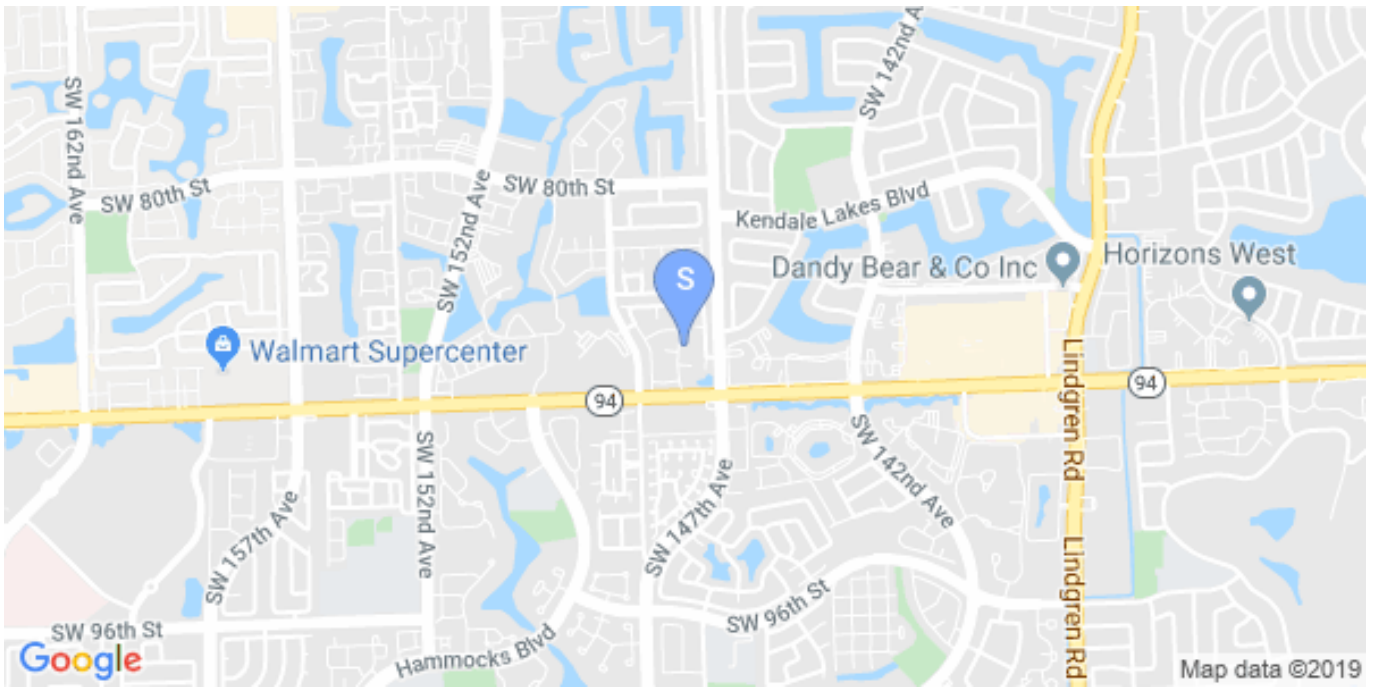 SW 142nd A
SW 162nd Ave
SW 152nd Ave
SW 80th St
SW 80th St
Kendale Lakes Blvd
Dandy Bear & Co Inc
Horizons West
S
Walmart Supercenter
94
94
Lindgren Rd
SW 142nd Ave
SW 152nd Ave
SW 147th Ave
SW 157th Ave
Lindgren Rd
SW 96th St
SW 96th St
Hammocks Blvd
Google
Map data ©2019